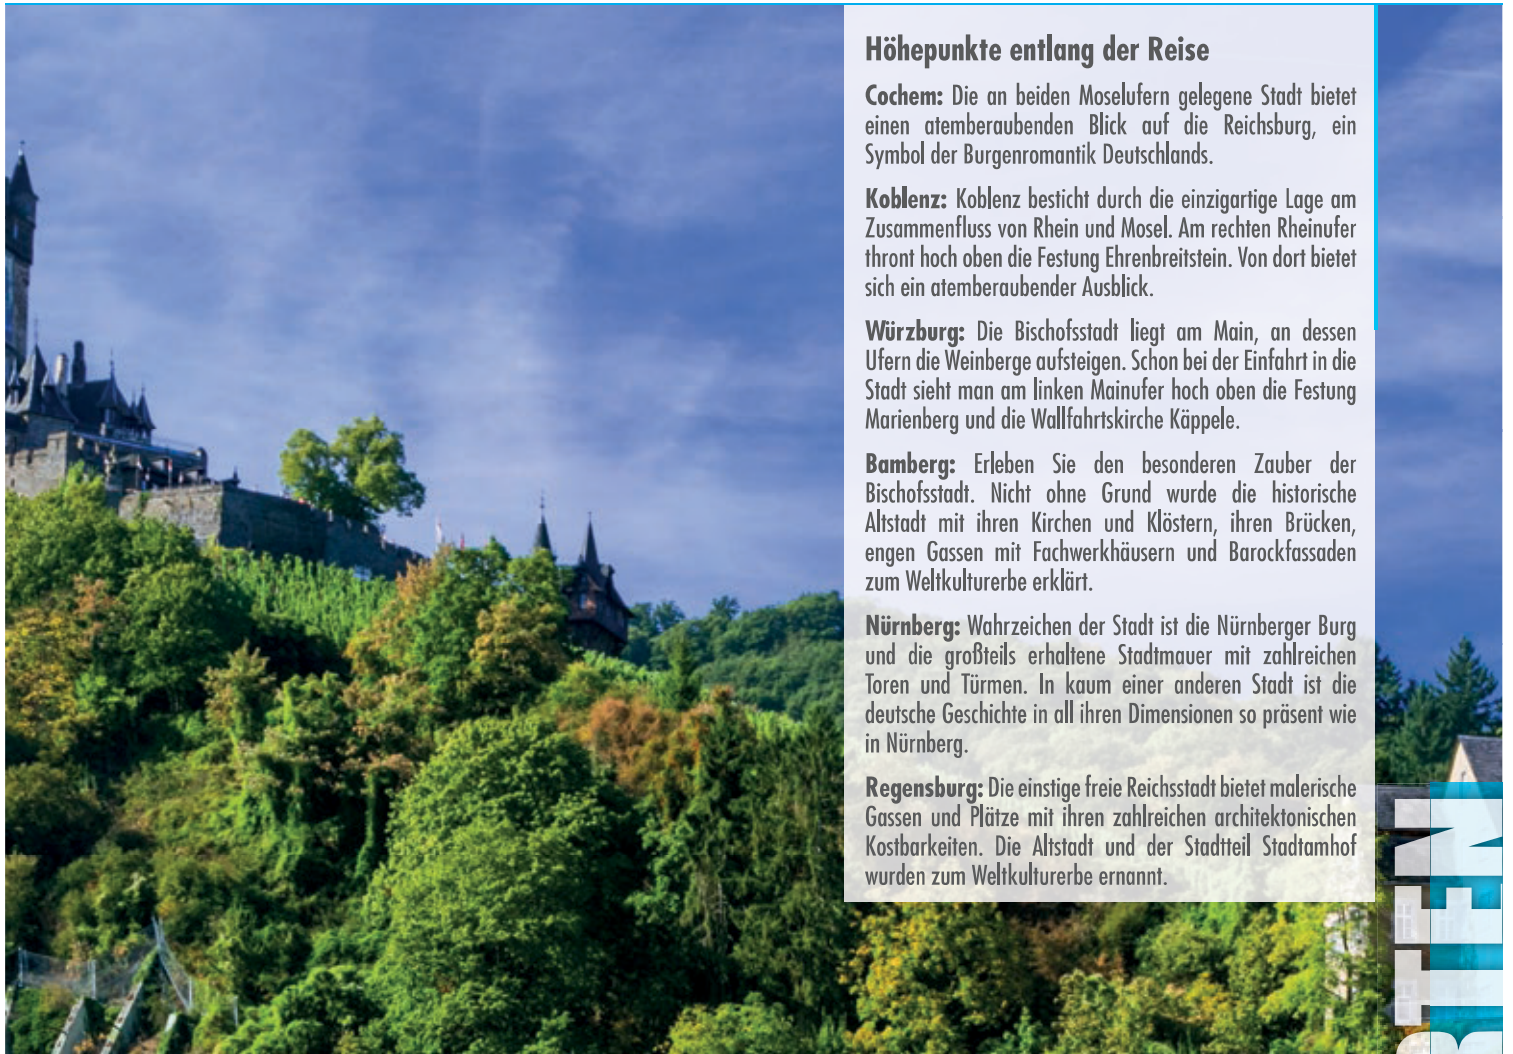 Höhepunkte entlang der Reise
Cochem: Die an beiden Moselufern gelegene Stadt bietet
einen atemberaubenden Blick auf die Reichsburg, ein
Symbol der Burgenromantik Deutschlands.
Koblenz: Koblenz besticht durch die einzigartige Lage am
Zusammenfluss von Rhein und Mosel. Am rechten Rheinufer
thront hoch oben die Festung Ehrenbreitstein. Von dort bietet
sich ein atemberaubender Ausblick.
Würzburg: Die Bischofsstadt liegt am Main, an dessen
Ufern die Weinberge aufsteigen. Schon bei der Einfahrt in die
Stadt sieht man am linken Mainufer hoch oben die Festung
Marienberg und die Wallfahrtskirche Käppele.
Bamberg: Erleben Sie den besonderen Zauber der
Bischofsstadt. Nicht ohne Grund wurde die historische
Altstadt mit ihren Kirchen und Klöstern, ihren Brücken,
engen Gassen mit Fachwerkhäusern und Barockfassaden
zum Weltkulturerbe erklärt.
Nürnberg: Wahrzeichen der Stadt ist die Nürnberger Burg
und die großteils erhaltene Stadtmauer mit zahlreichen
Toren und Türmen. In kaum einer anderen Stadt ist die
deutsche Geschichte in all ihren Dimensionen so präsent wie
in Nürnberg.
Regensburg: Die einstige freie Reichsstadt bietet malerische
Gassen und Plätze mit ihren zahlreichen architektonischen
Kostbarkeiten. Die Altstadt und der Stadtteil Stadtamhof
wurden zum Weltkulturerbe ernannt.